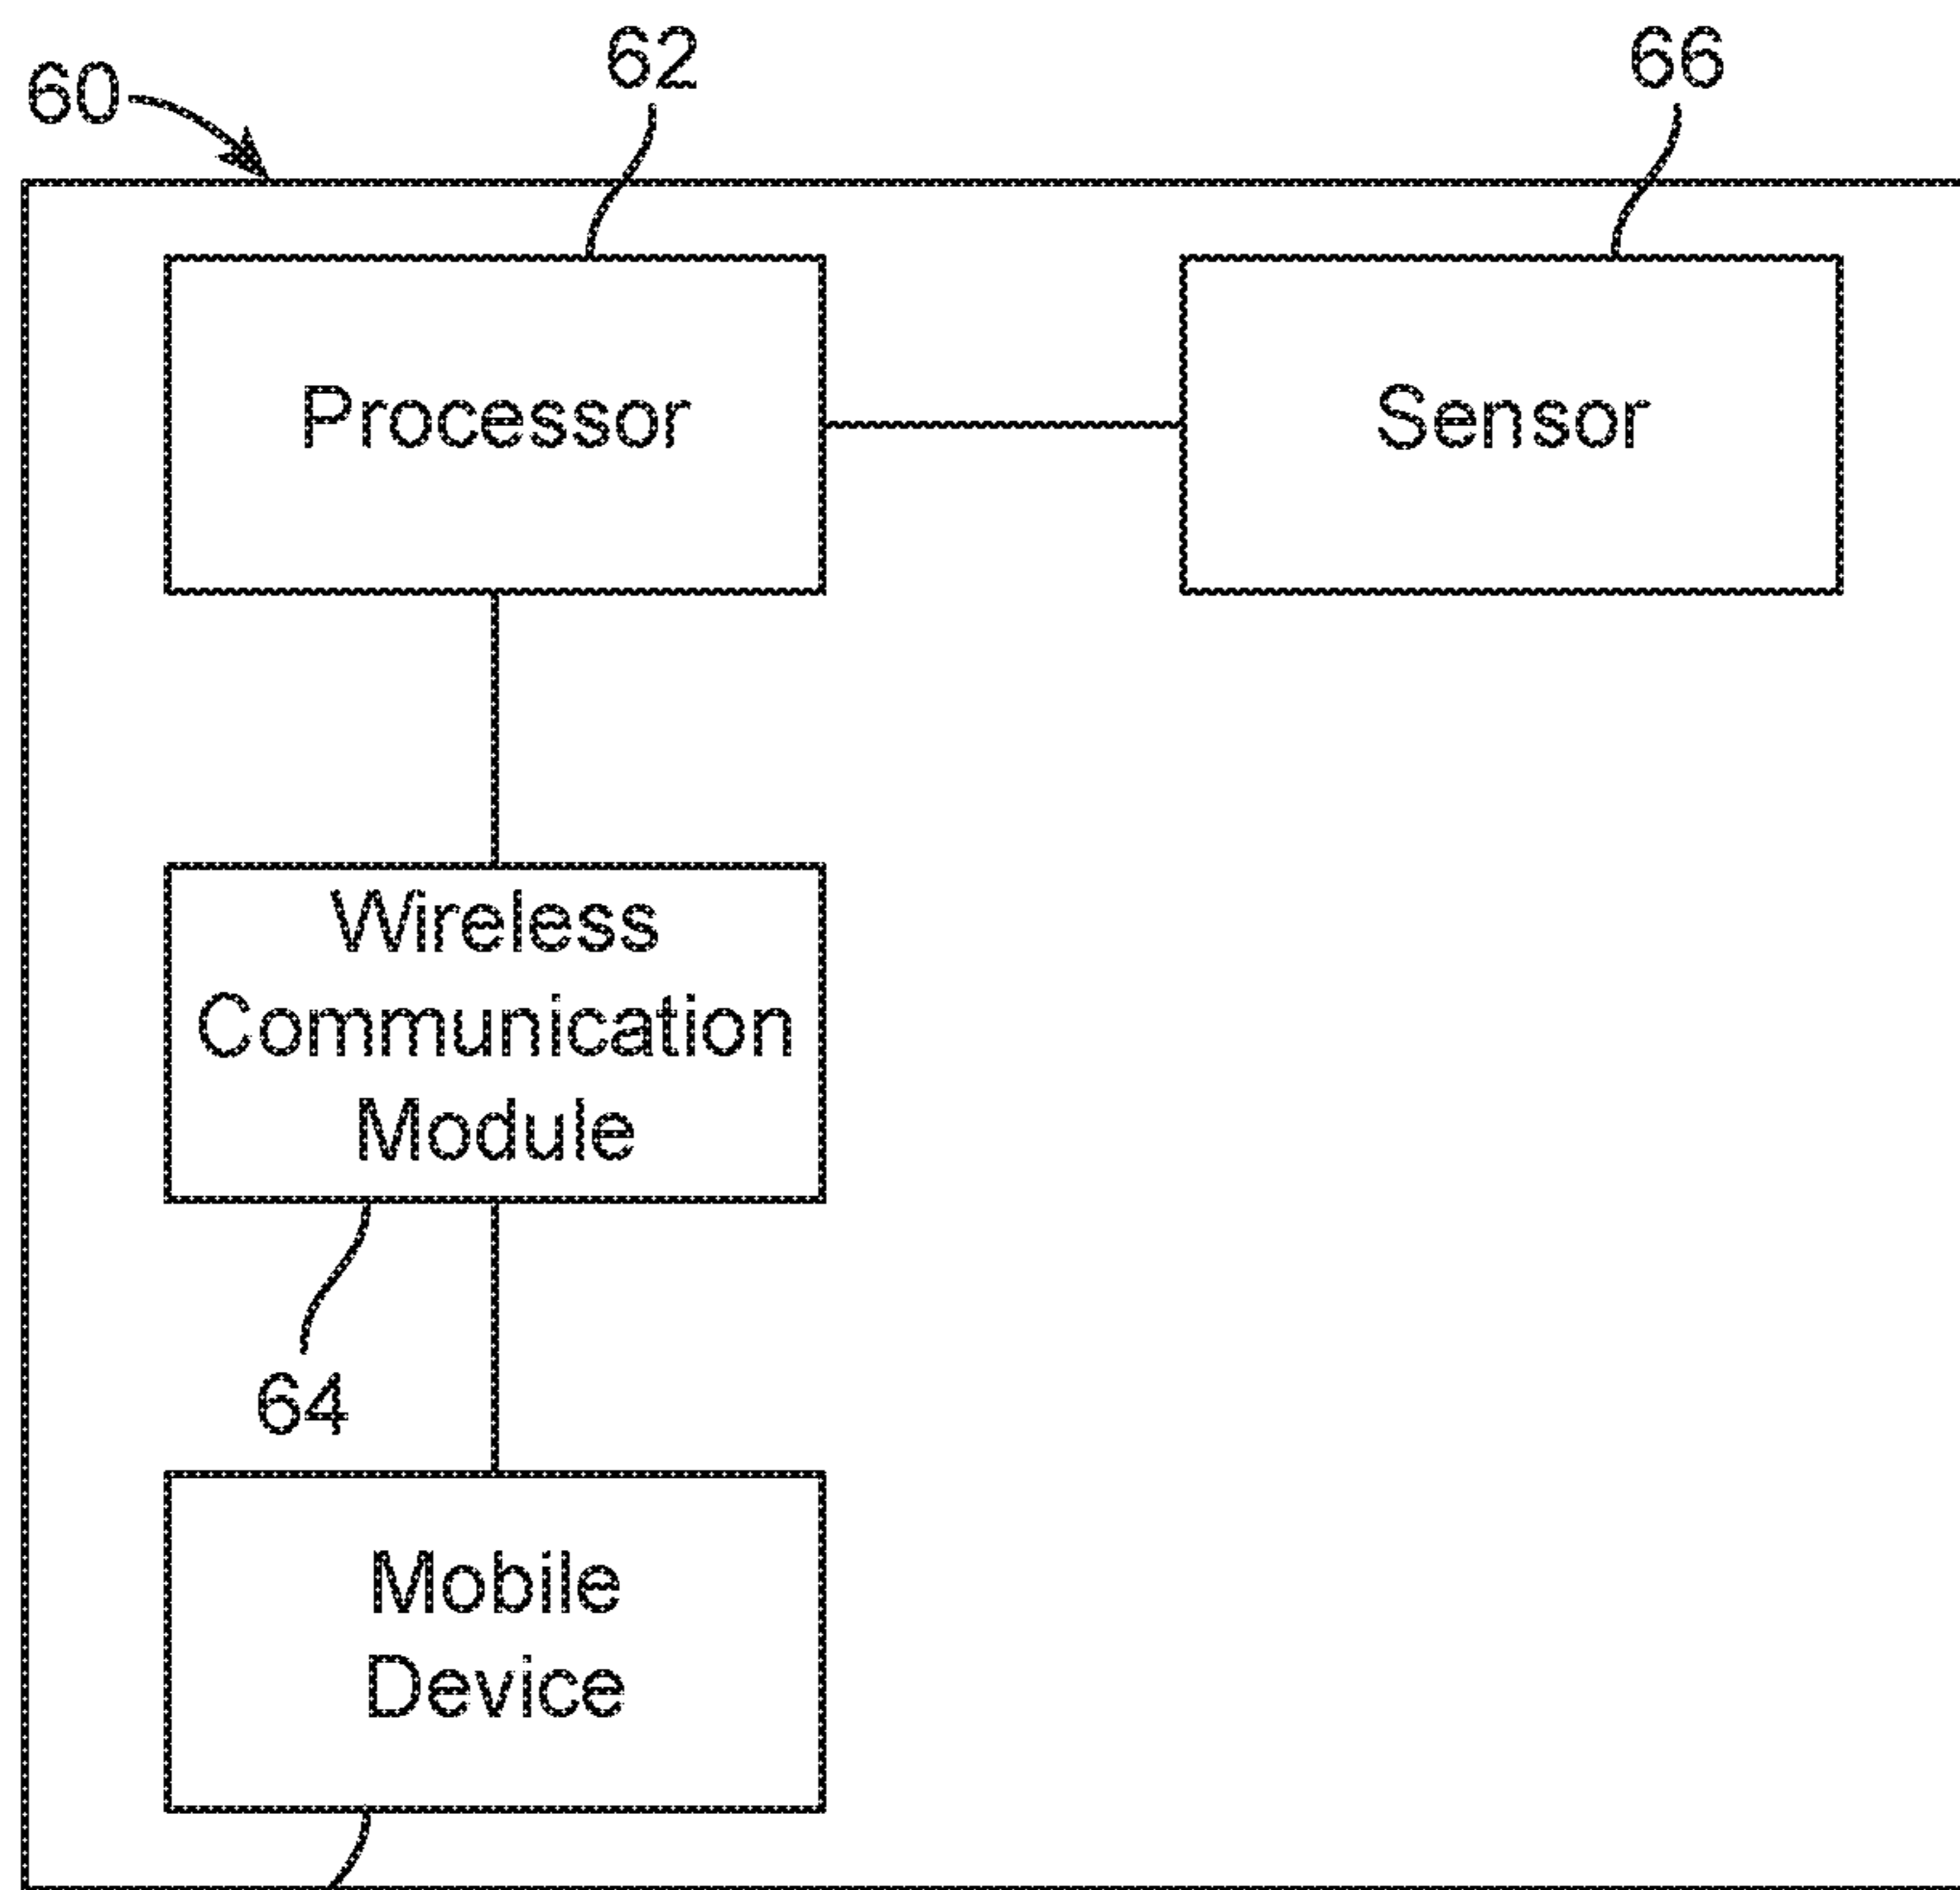 60
62
66
Processor
Sensor
Wireless
Communication
Module
64
Mobile
Device